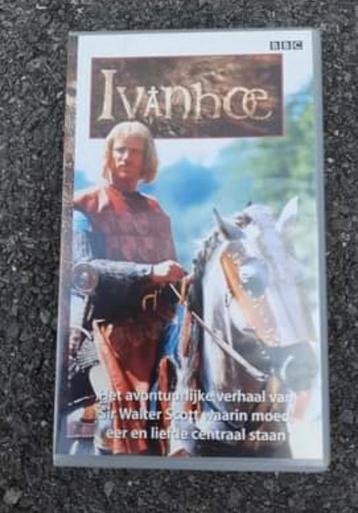 BBC
Ivanhoe
Het avontuurlijke verhaal van
Sir Walter Scott waarin moed,
eer en liefde centraal staan